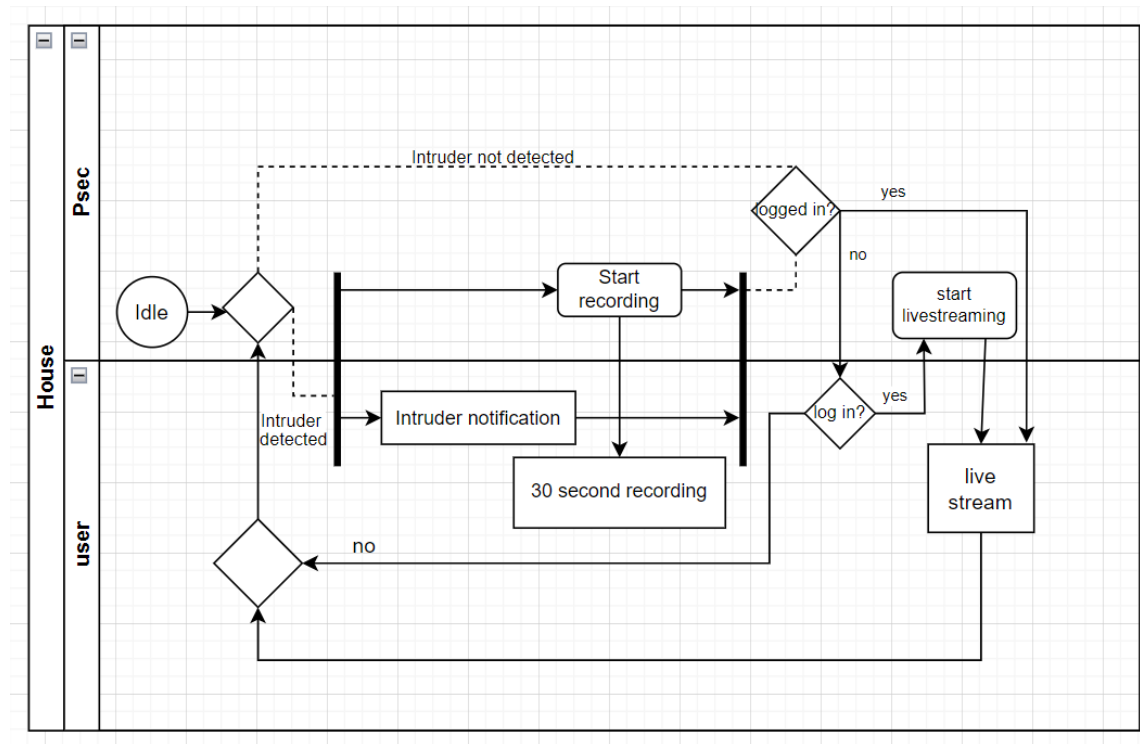 House
Psec
user
Intruder not detected
logged in?
yes
no
Idle
Start
recording
start
livestreaming
Intruder
detected
Intruder notification
log in?
yes
30 second recording
live
stream
no